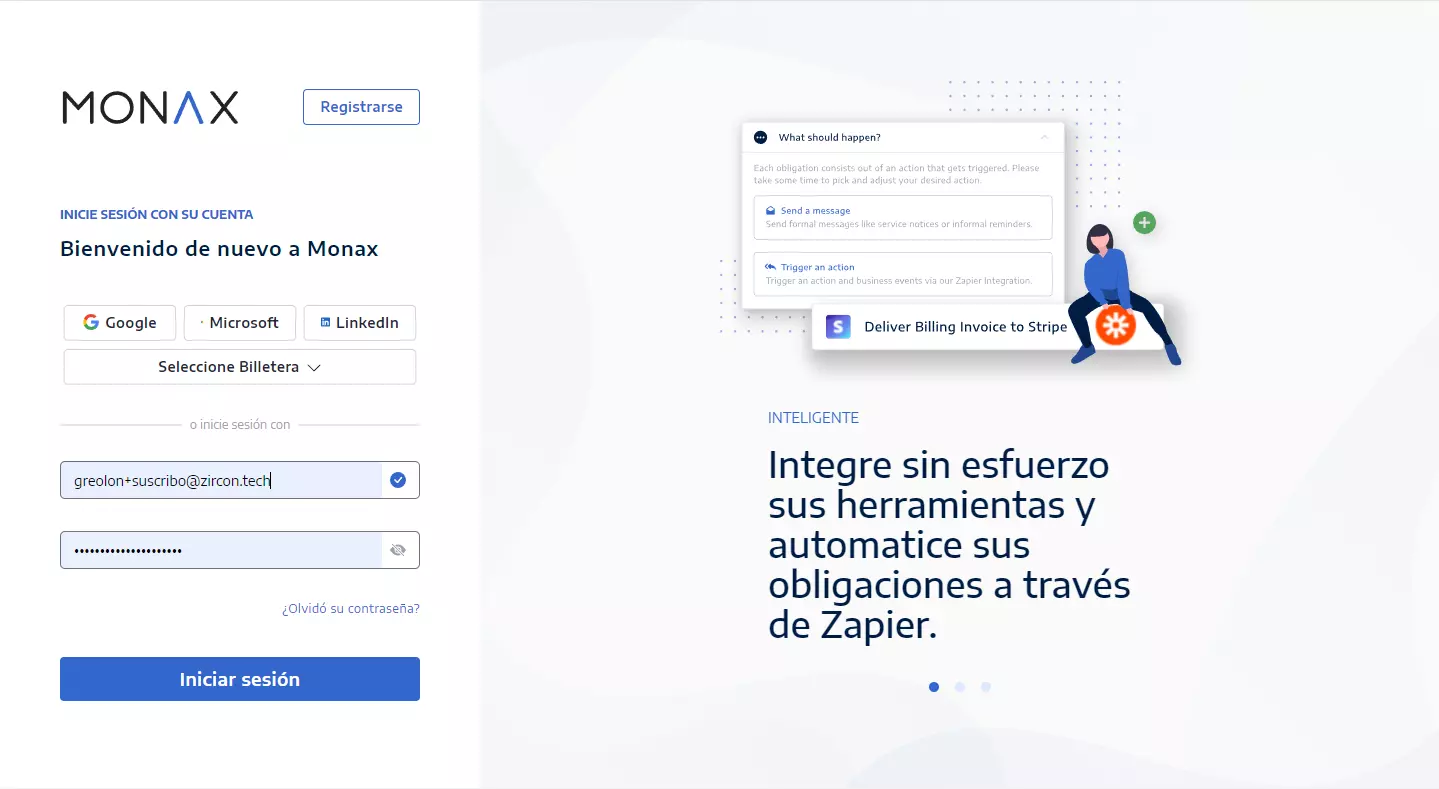 MONAX
Registrarse
INICIE SESIÓN CON SU CUENTA
Bienvenido de nuevo a Monax
Google
Microsoft
LinkedIn
Seleccione Billetera
o inicie sesión con
greolon+suscribo@zircon.tech
•••••••••••••••••••••
¿Olvidó su contraseña?
Iniciar sesión
What should happen?
Each obligation consists out of an action that gets triggered. Please
take some time to pick and adjust your desired action.
Send a message
Send formal messages like service notices or informal reminders.
Trigger an action
Trigger an action and business events via our Zapier Integration.
S
Deliver Billing Invoice to Stripe
INTELIGENTE
Integre sin esfuerzo
sus herramientas y
automatice sus
obligaciones a través
de Zapier.